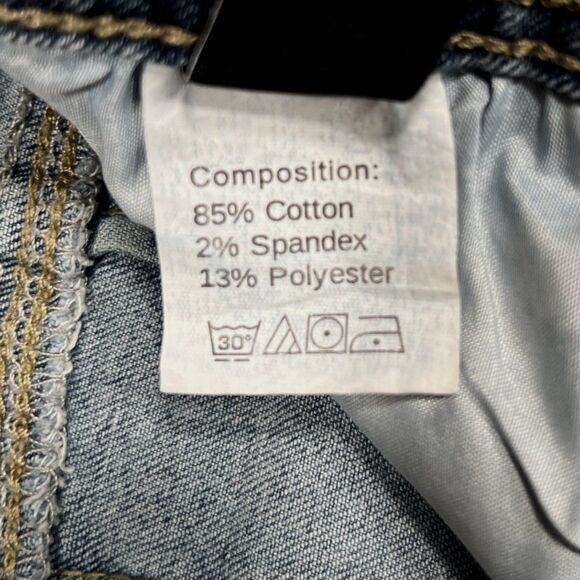 Composition:
85% Cotton
2% Spandex
13% Polyester
30°